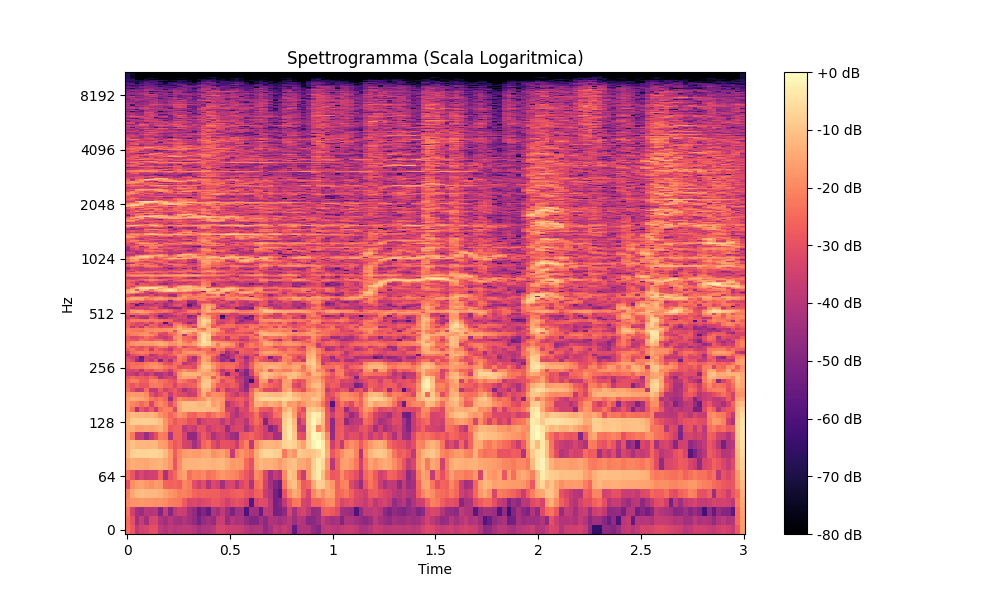 Spettrogramma (Scala Logaritmica)
Hz
8192
4096
2048
1024
512
256
128
64
0
0 0.5 1 1.5 2 2.5 3
Time
+0 dB
-10 dB
-20 dB
-30 dB
-40 dB
-50 dB
-60 dB
-70 dB
-80 dB